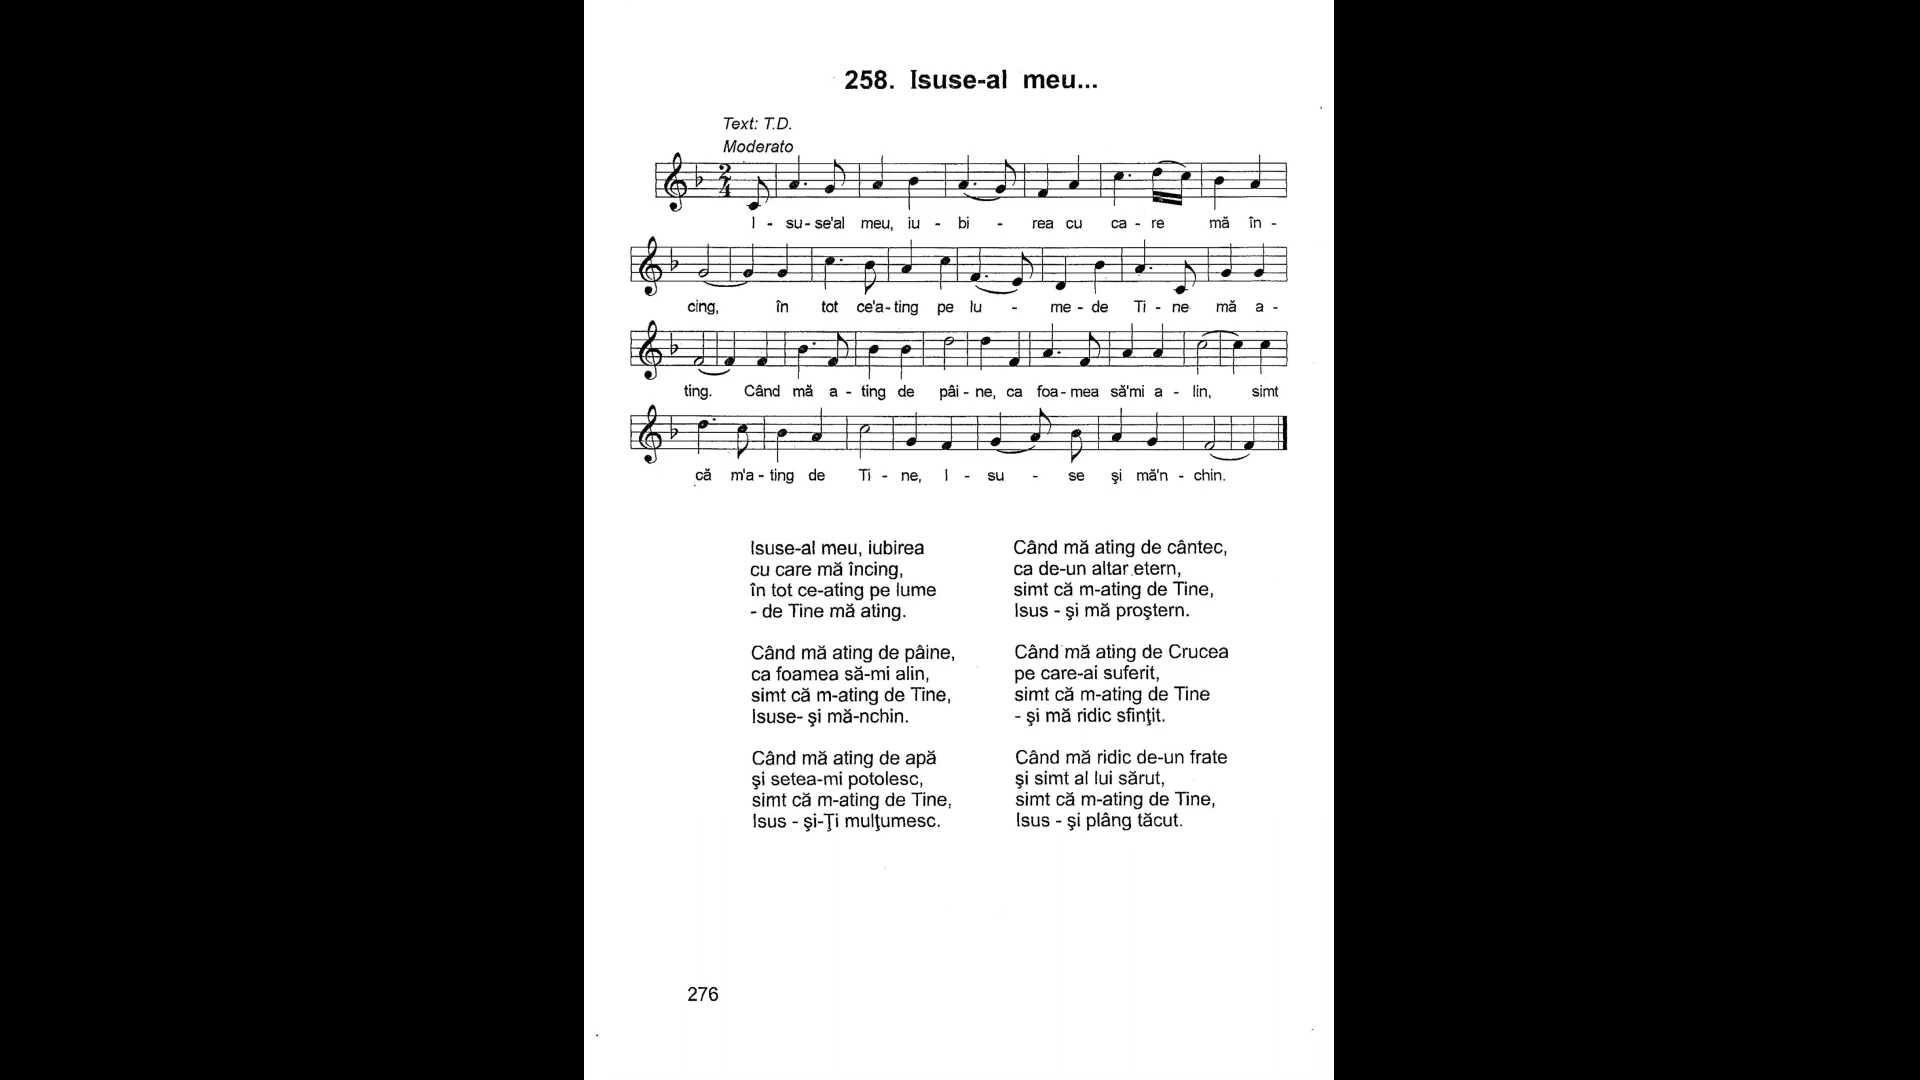 258. Isuse-al meu...
Text: T.D.
Moderato
2
4
I - su-se'al meu, iu - bi - rea cu ca - re mă în -
cing, în tot ce'a-ting pe lu - me-de Ti - ne mă a -
ting. Când mă a - ting de pâi - ne, ca foa-mea să'mi a - lin, simt
că m'a-ting de Ti - ne, I - su - se şi mă'n - chin.
Isuse-al meu, iubirea
cu care mă încing,
în tot ce-ating pe lume
- de Tine mă ating.
Când mă ating de pâine,
ca foamea să-mi alin,
simt că m-ating de Tine,
Isuse- şi mă-nchin.
Când mă ating de apă
şi setea-mi potolesc,
simt că m-ating de Tine,
Isus - şi-Ţi mulţumesc.
Când mă ating de cântec,
ca de-un altar etern,
simt că m-ating de Tine,
Isus - şi mă proştern.
Când mă ating de Crucea
pe care-ai suferit,
simt că m-ating de Tine
- şi mă ridic sfinţit.
Când mă ridic de-un frate
şi simt al lui sărut,
simt că m-ating de Tine,
Isus - şi plâng tăcut.
276